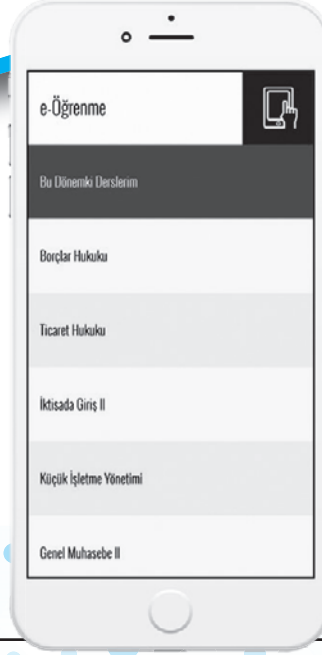 e-Öğrenme
Bu Dönemki Derslerim
Borçlar Hukuku
Ticaret Hukuku
İktisada Giriş II
Küçük İşletme Yönetimi
Genel Muhasebe II